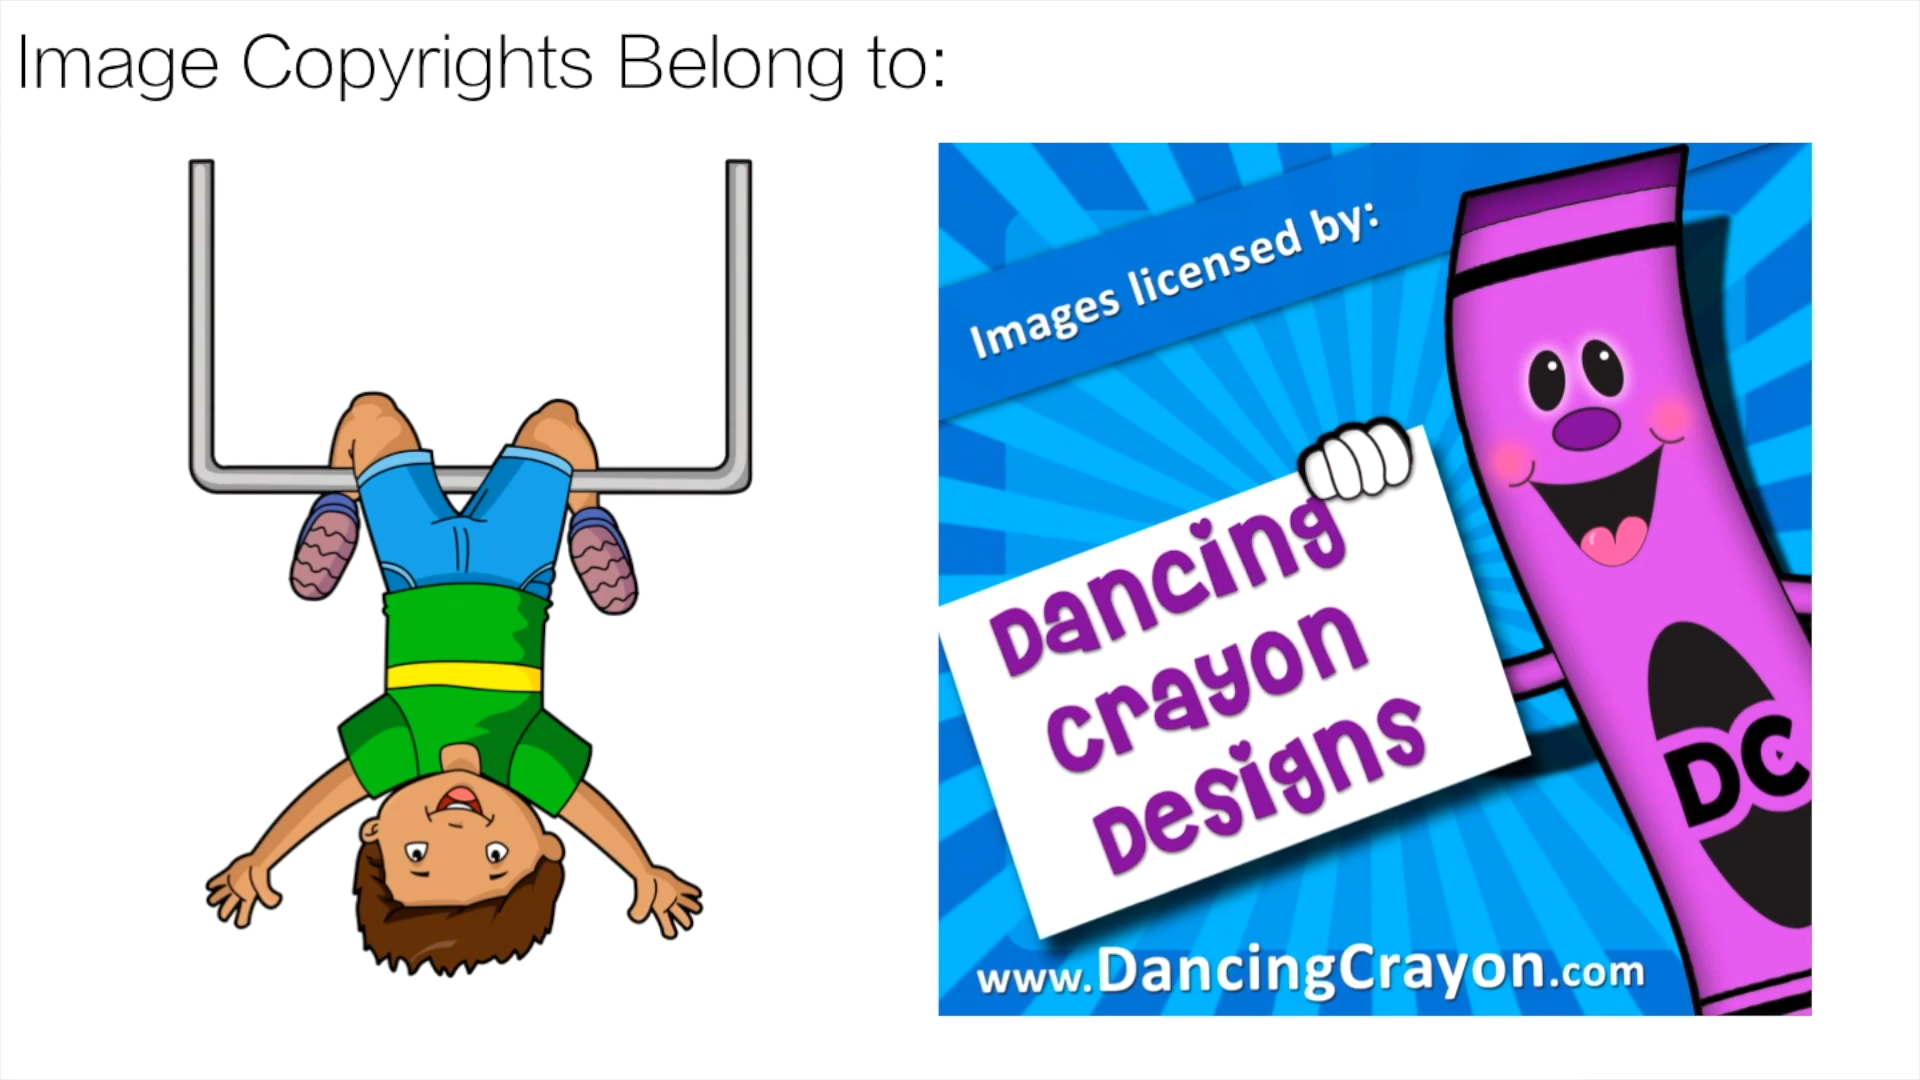 Image Copyrights Belong to:
Images licensed by:
Dancing
Crayon
Designs
DC
www.DancingCrayon.com